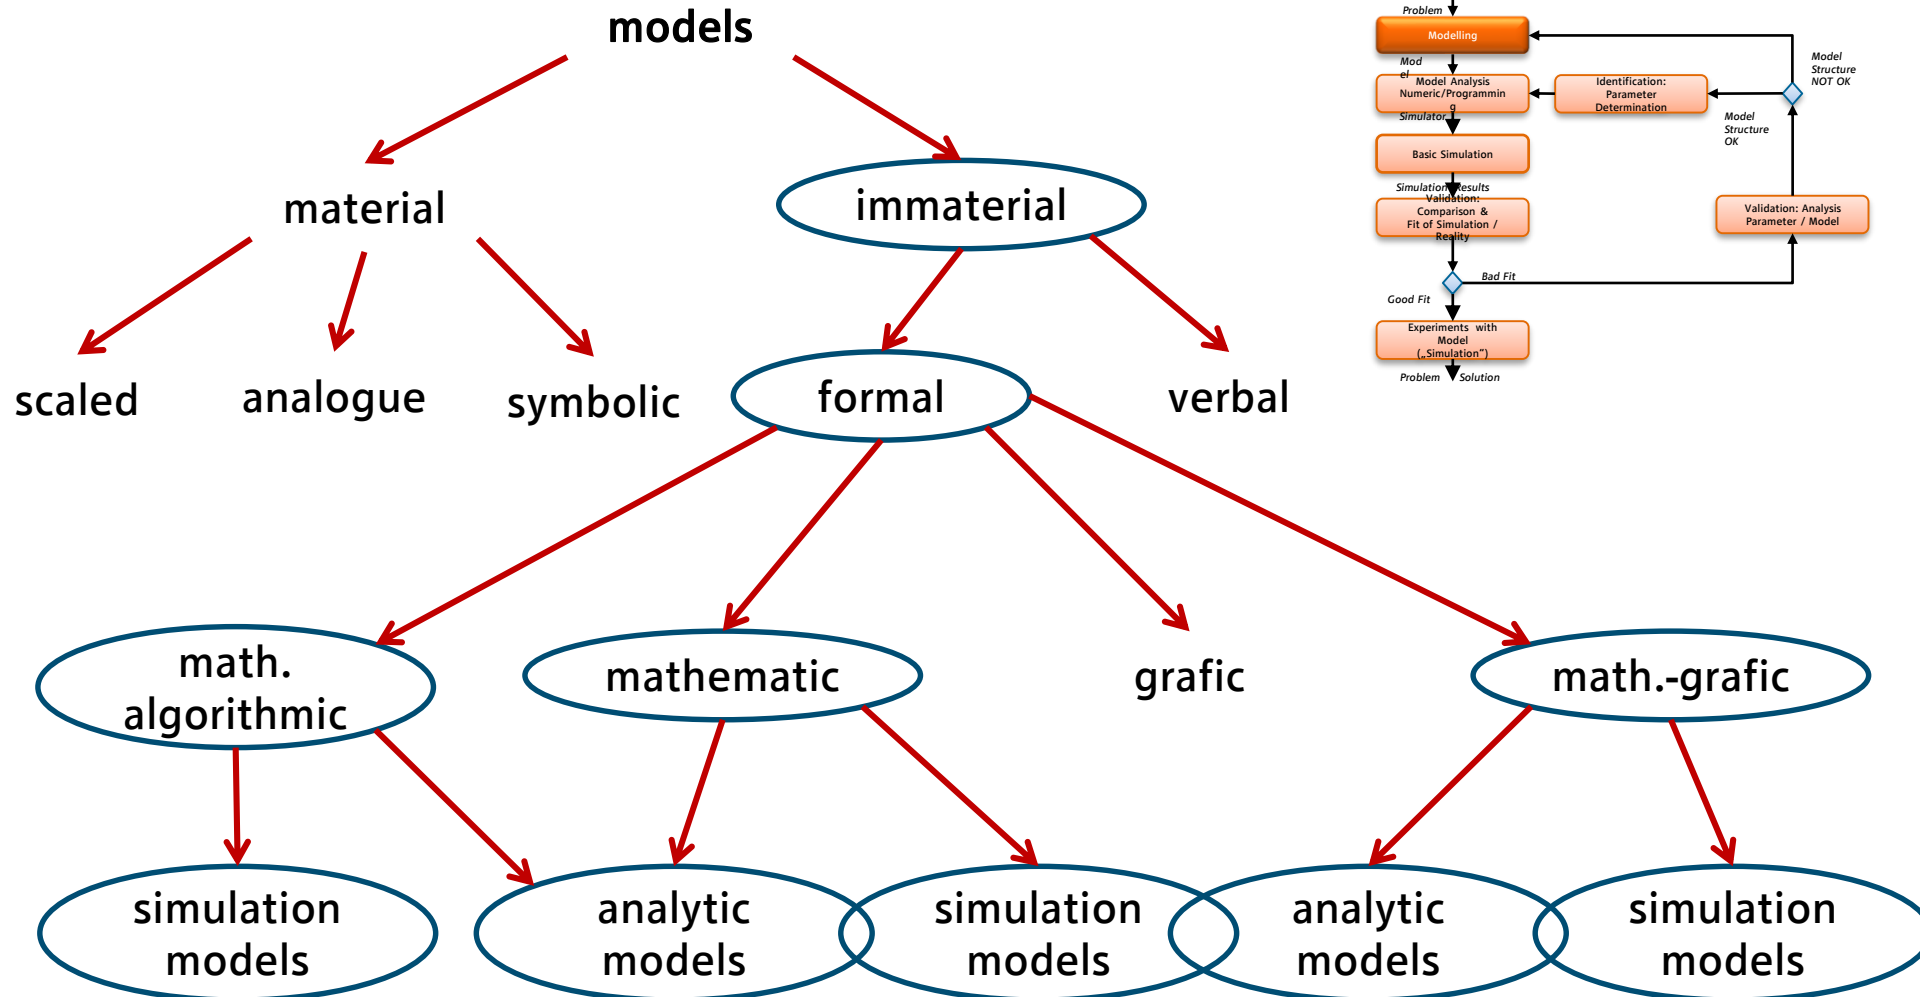 models
material
immaterial
scaled
analogue
symbolic
formal
verbal
math.
algorithmic
mathematic
grafic
math.-grafic
simulation
models
analytic
models
simulation
models
analytic
models
simulation
models
Problem
Modelling
Mod
el
Model Analysis
Numeric/Programmin
g
Simulator
Identification:
Parameter
Determination
Model
Structure
NOT OK
Model
Structure
OK
Basic Simulation
Simulation Results
Validation:
Comparison &
Fit of Simulation /
Reality
Validation: Analysis
Parameter / Model
Bad Fit
Good Fit
Experiments with
Model
(„Simulation“)
Problem Solution